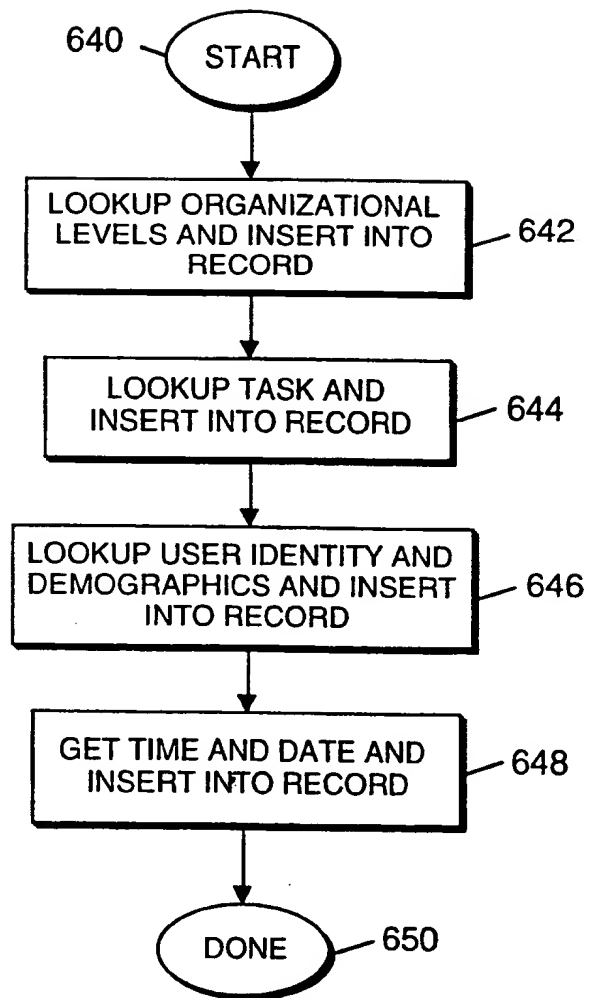 640
START
LOOKUP ORGANIZATIONAL
LEVELS AND INSERT INTO
RECORD
642
LOOKUP TASK AND
INSERT INTO RECORD
644
LOOKUP USER IDENTITY AND
DEMOGRAPHICS AND INSERT
INTO RECORD
646
GET TIME AND DATE AND
INSERT INTO RECORD
648
DONE
650